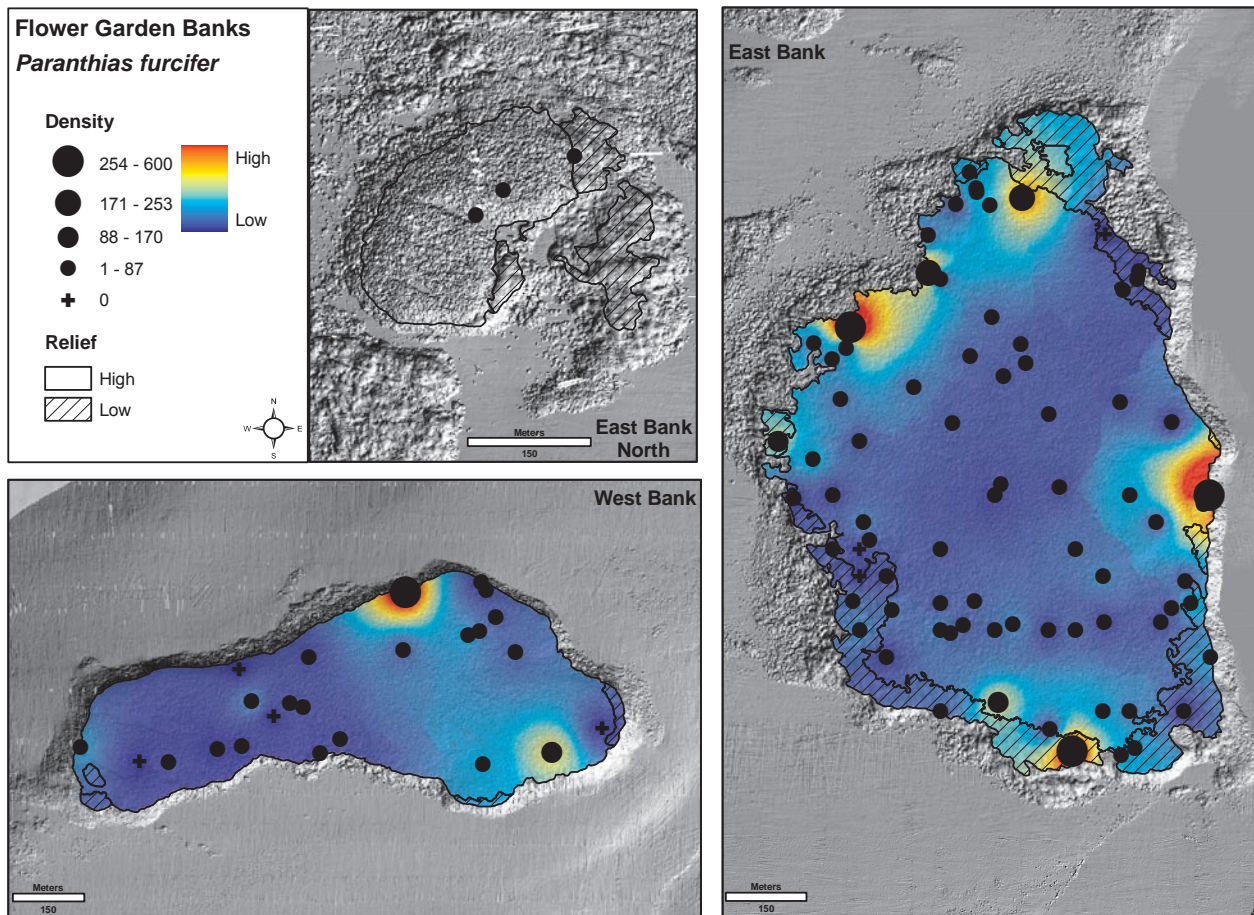 Flower Garden Banks
Paranthias furcifer
Density
254 - 600
171 - 253
88 - 170
1 - 87
0
High
Low
Relief
High
Low
N
W E
S
Meters
150
East Bank
North
West Bank
Meters
150
East Bank
Meters
150